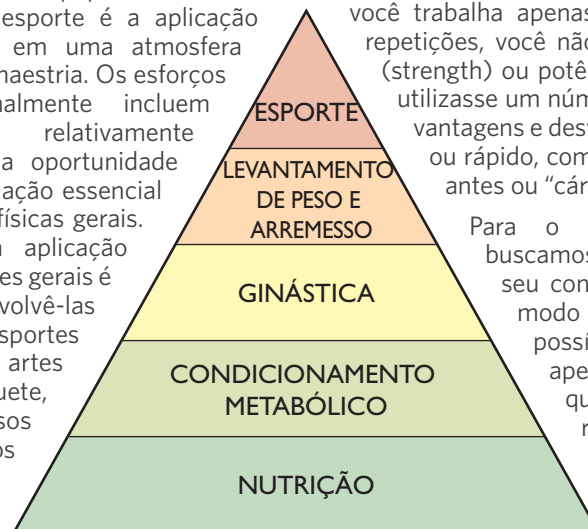 esporte é a aplicação
em uma atmosfera
naestria. Os esforços
nalmente incluem
relativamente
a oportunidade
ação essencial
físicas gerais.
aplicação
es gerais é
volvê-las
sportes
artes
uete,
sos
os
ESPORTE
LEVANTAMENTO
DE PESO E
ARREMESSO
GINÁSTICA
CONDICIONAMENTO
METABÓLICO
NUTRIÇÃO
você trabalha apenas
repetições, você não
(strength) ou potê
utilizasse um núm
vantagens e des
ou rápido, com
antes ou “cár
Para o
buscamos
seu con
modo
possí
ape
qu